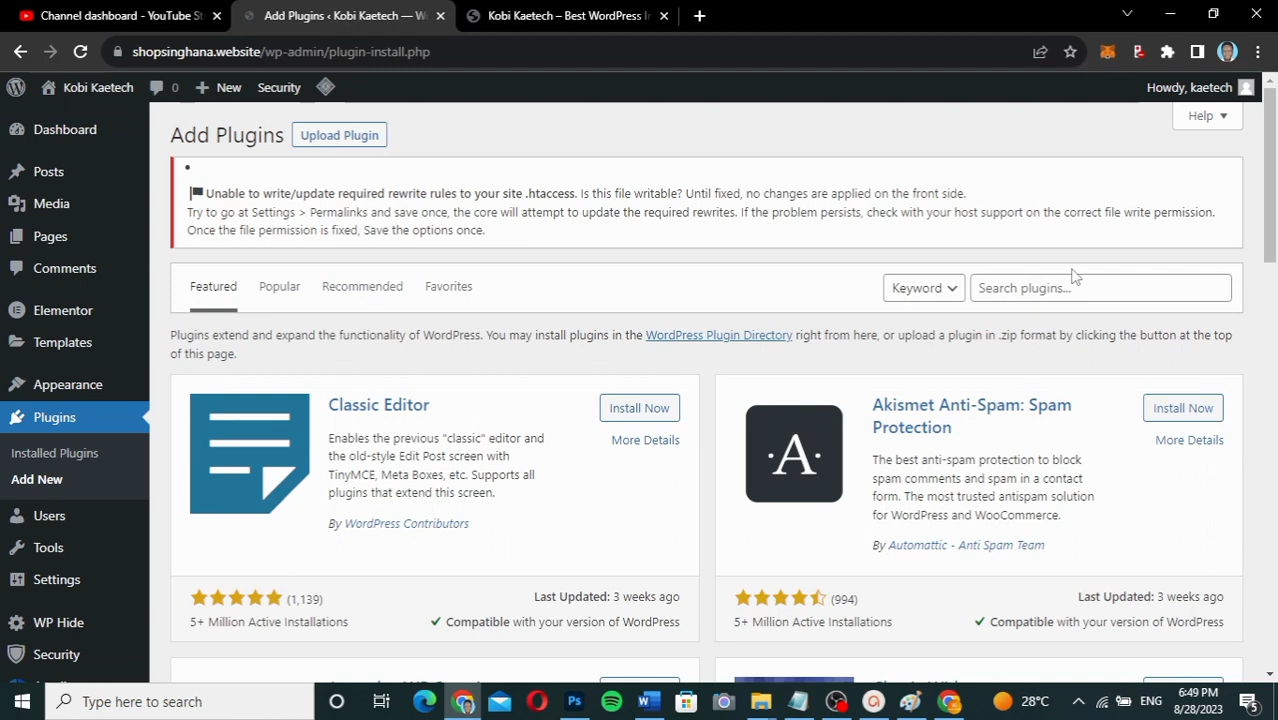 Channel dashboard - YouTube St
Add Plugins ‹ Kobi Kaetech — W
Kobi Kaetech – Best WordPress I
shopsinghana.website/wp-admin/plugin-install.php
Kobi Kaetech
0
New
Security
Howdy, kaetech
Dashboard
Posts
Media
Pages
Comments
Elementor
Templates
Appearance
Plugins
Installed Plugins
Add New
Users
Tools
Settings
WP Hide
Security
Help
Add Plugins
Upload Plugin
Unable to write/update required rewrite rules to your site .htaccess. Is this file writable? Until fixed, no changes are applied on the front side.
Try to go at Settings > Permalinks and save once, the core will attempt to update the required rewrites. If the problem persists, check with your host support on the correct file write permission.
Once the file permission is fixed, Save the options once.
Featured
Popular
Recommended
Favorites
Keyword
Search plugins...
Plugins extend and expand the functionality of WordPress. You may install plugins in the WordPress Plugin Directory right from here, or upload a plugin in .zip format by clicking the button at the top
of this page.
Classic Editor
Install Now
More Details
Enables the previous "classic" editor and
the old-style Edit Post screen with
TinyMCE, Meta Boxes, etc. Supports all
plugins that extend this screen.
By WordPress Contributors
(1,139)
Last Updated: 3 weeks ago
5+ Million Active Installations
Compatible with your version of WordPress
A
Akismet Anti-Spam: Spam
Protection
Install Now
More Details
The best anti-spam protection to block
spam comments and spam in a contact
form. The most trusted antispam solution
for WordPress and WooCommerce.
By Automattic - Anti Spam Team
(994)
Last Updated: 3 weeks ago
5+ Million Active Installations
Compatible with your version of WordPress
Type here to search
28°C
ENG
6:49 PM
8/28/2023
5